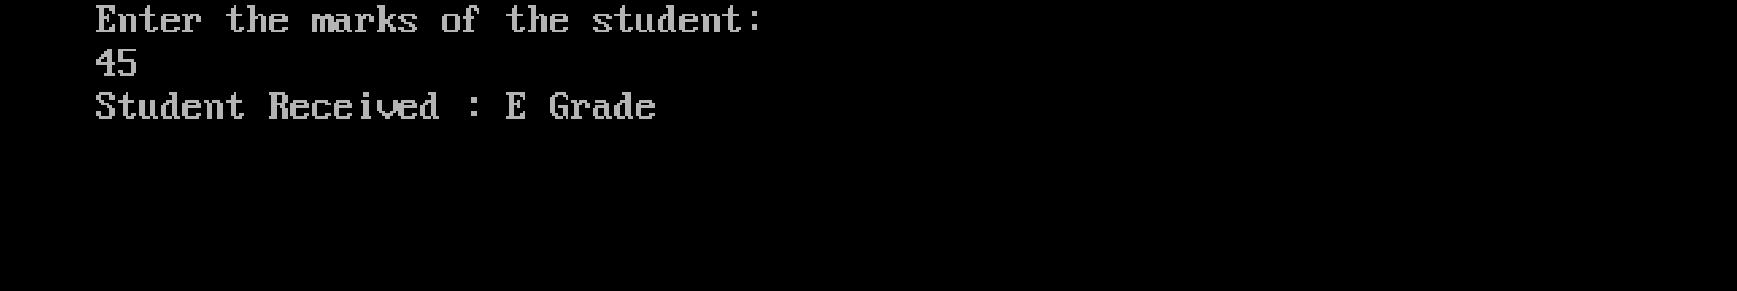 Enter the marks of the student:
45
Student Received : E Grade